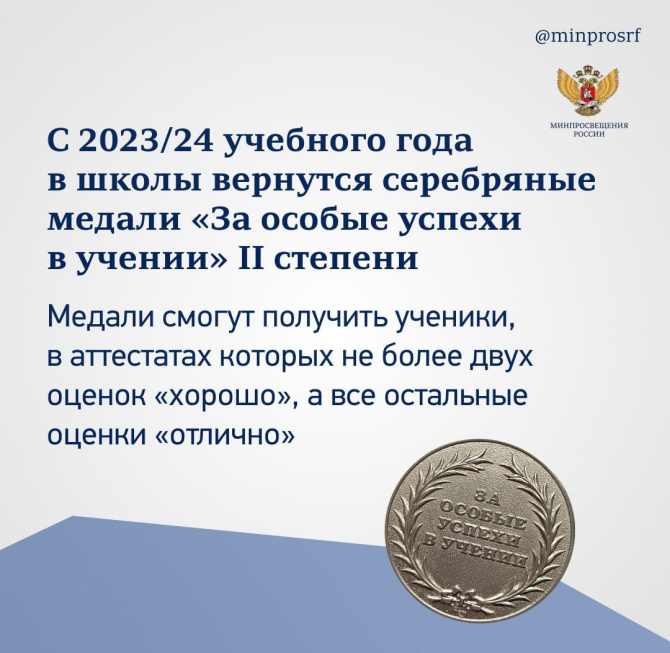 @minprosrf
МИНПРОСВЕЩЕНИЯ
РОССИИ
С 2023/24 учебного года
в школы вернутся серебряные
медали «За особые успехи
в учении» II степени
Медали смогут получить ученики,
в аттестатах которых не более двух
оценок «хорошо», а все остальные
оценки «отлично»
ЗА
ОСОБЫЕ
УСПЕХИ
В УЧЕНИИ